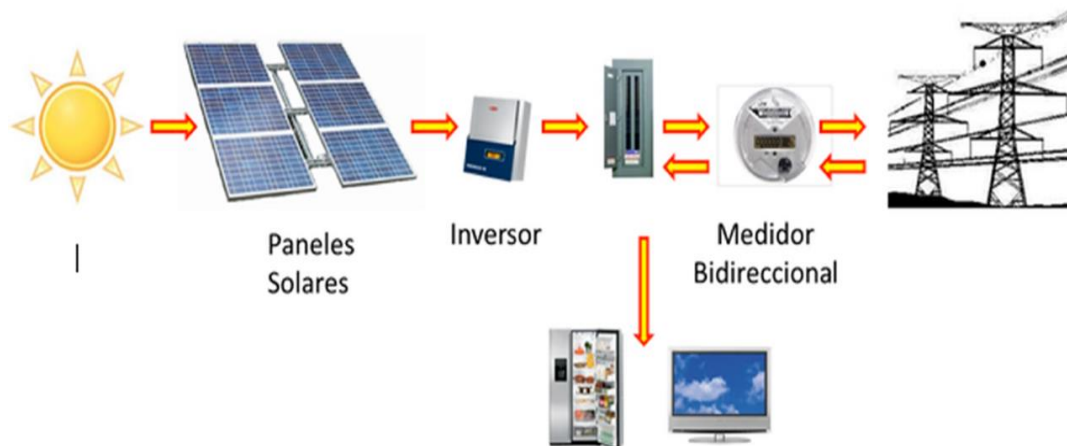 Paneles
Solares
Inversor
Medidor
Bidireccional